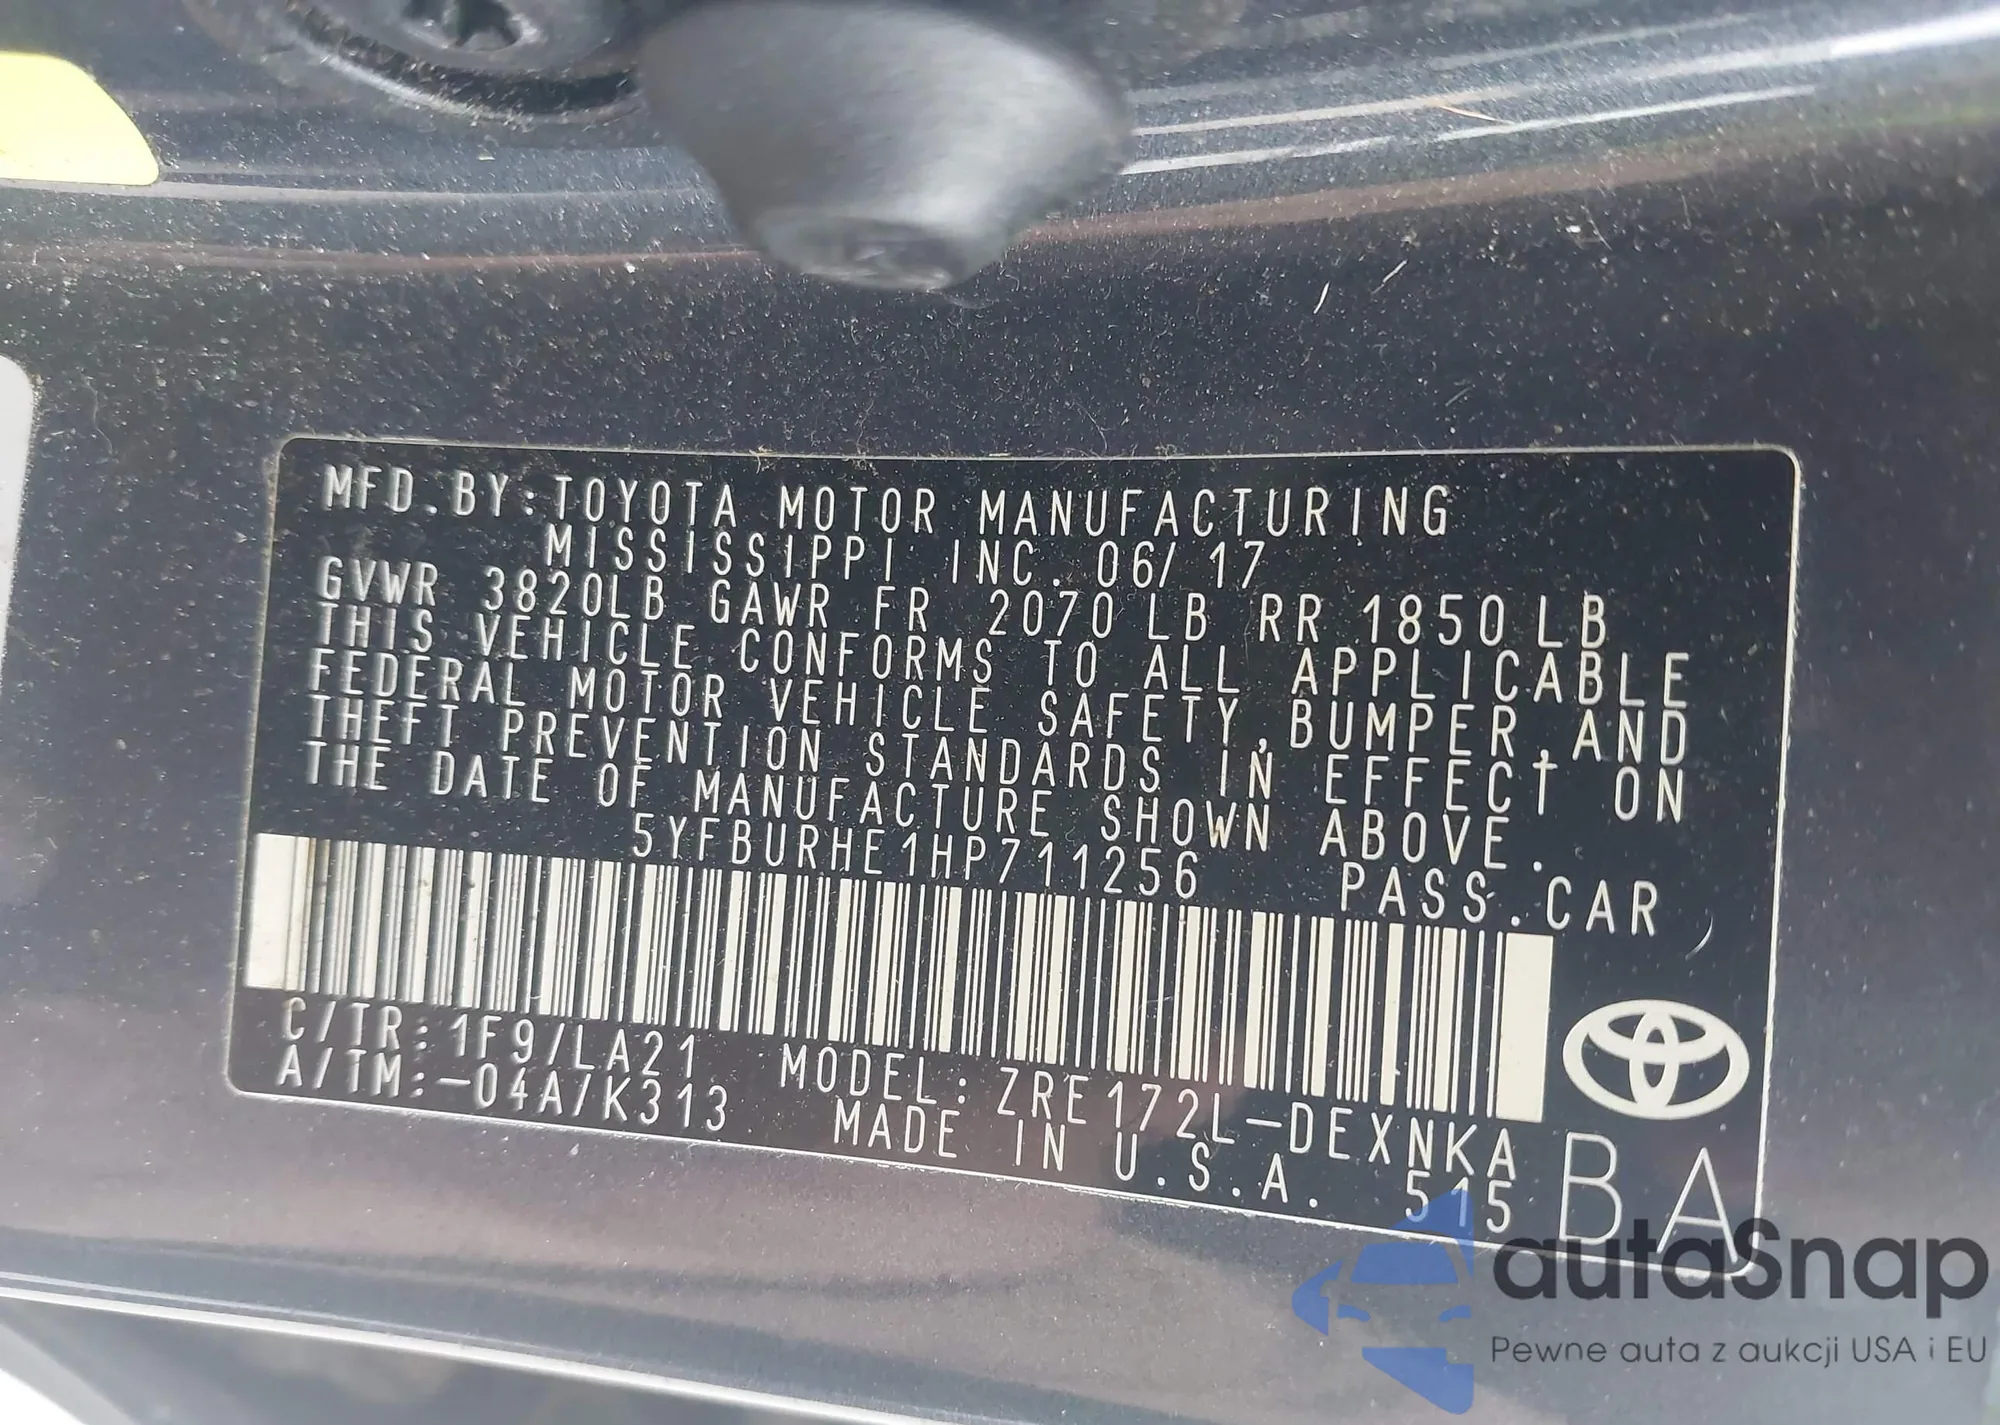 MFD. BY: TOYOTA MOTOR MANUFACTURING
MISSISSIPPI INC. 06/17
GVWR 3820LB GAWR FR 2070 LB RR 1850 LB
THIS VEHICLE CONFORMS TO ALL APPLICABLE
FEDERAL MOTOR VEHICLE SAFETY, BUMPER, AND
THEFT PREVENTION STANDARDS IN EFFECT ON
THE DATE OF MANUFACTURE SHOWN ABOVE.
5YFBURHE1HP711256 PASS. CAR
C/TR: 1F9/LA21 MODEL: ZRE172L-DEXNKA
A/TM: -04A/K313 MADE IN U.S.A. 515
BA
autaSnap
Pewne auta z aukcji USA i EU